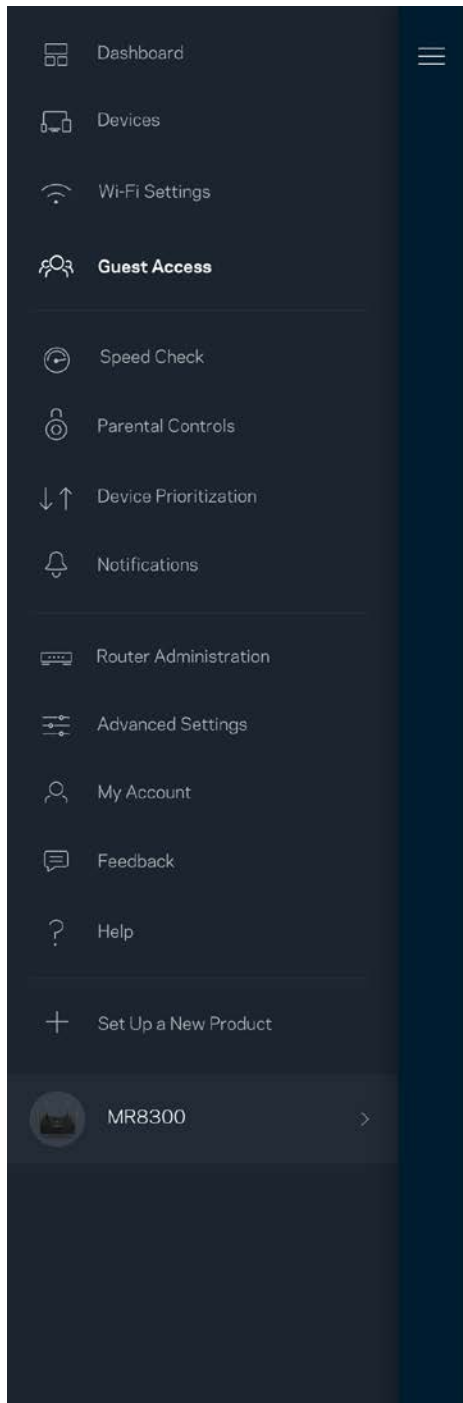 Dashboard
Devices
Wi-Fi Settings
Guest Access
Speed Check
Parental Controls
Device Prioritization
Notifications
Router Administration
Advanced Settings
My Account
Feedback
Help
Set Up a New Product
MR8300